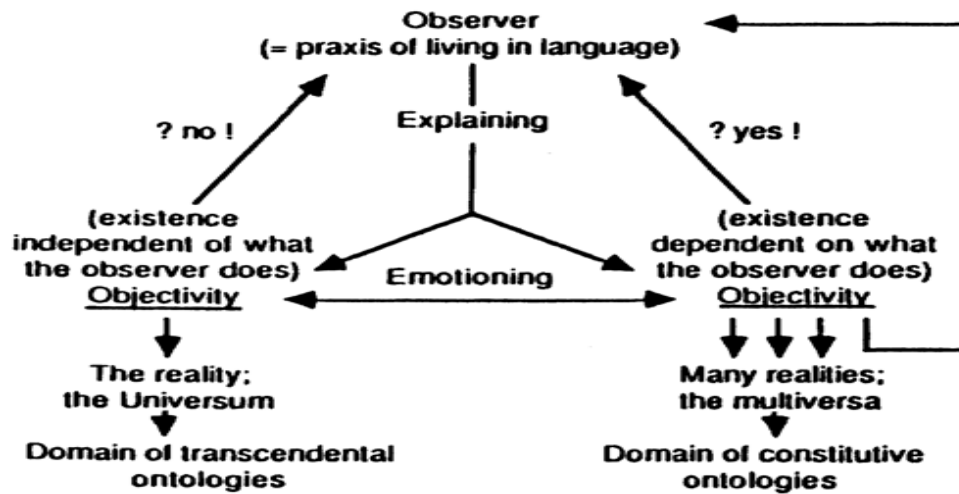 Observer
(= praxis of living in language)
Explaining
? no !
? yes !
(existence
independent of what
the observer does)
Objectivity
Emotioning
(existence
dependent on what
the observer does)
Objectivity
The reality;
the Universum
Many realities;
the multiversa
Domain of transcendental
ontologies
Domain of constitutive
ontologies